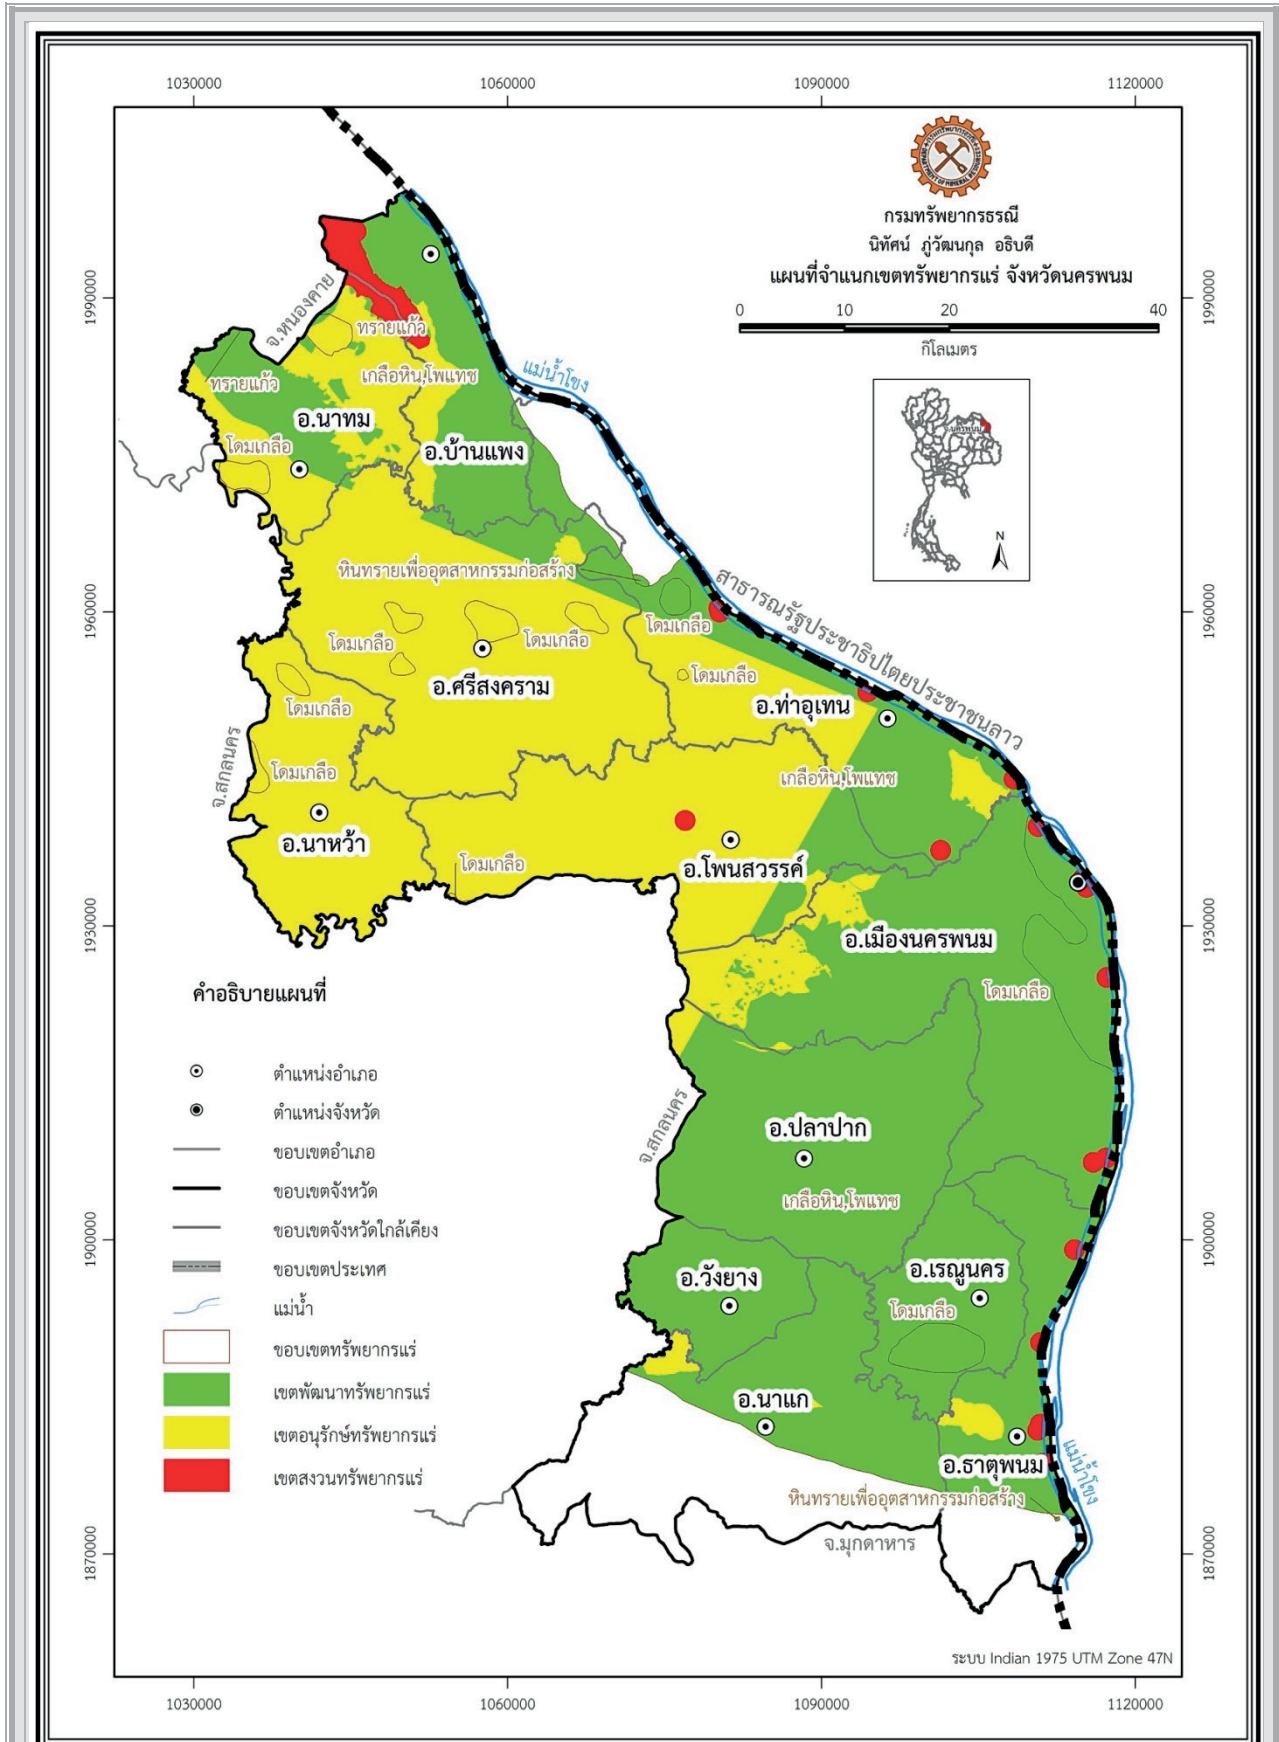 1030000
1060000
1090000
1120000
กรมทรัพยากรธรณี
นิทัศน์ ภู่วัฒนกุล อธิบดี
แผนที่จำแนกเขตทรัพยากรแร่ จังหวัดนครพนม
0
10
20
30
40
กิโลเมตร
1990000
1990000
จ.หนองคาย
ทรายแก้ว
แม่น้ำโขง
ทรายแก้ว
เกลือหิน,โพแทช
อ.นาทม
โดมเกลือ
อ.บ้านแพง
จ.นครพนม
N
หินทรายเพื่ออุตสาหกรรมก่อสร้าง
สาธารณรัฐประชาธิปไตยประชาชนลาว
1960000
1960000
โดมเกลือ
โดมเกลือ
โดมเกลือ
โดมเกลือ
อ.ศรีสงคราม
อ.ท่าอุเทน
โดมเกลือ
จ.สกลนคร
โดมเกลือ
เกลือหิน,โพแทช
อ.นาหว้า
โดมเกลือ
อ.โพนสวรรค์
1930000
1930000
อ.เมืองนครพนม
โดมเกลือ
คำอธิบายแผนที่
ตำแหน่งอำเภอ
ตำแหน่งจังหวัด
ขอบเขตอำเภอ
ขอบเขตจังหวัด
ขอบเขตจังหวัดใกล้เคียง
ขอบเขตประเทศ
แม่น้ำ
ขอบเขตทรัพยากรแร่
เขตพัฒนาทรัพยากรแร่
เขตอนุรักษ์ทรัพยากรแร่
เขตสงวนทรัพยากรแร่
จ.สกลนคร
อ.ปลาปาก
เกลือหิน,โพแทช
1900000
1900000
อ.วังยาง
อ.เรณูนคร
โดมเกลือ
อ.นาแก
อ.ธาตุพนม
แม่น้ำโขง
หินทรายเพื่ออุตสาหกรรมก่อสร้าง
จ.มุกดาหาร
1870000
1870000
ระบบ Indian 1975 UTM Zone 47N
1030000
1060000
1090000
1120000